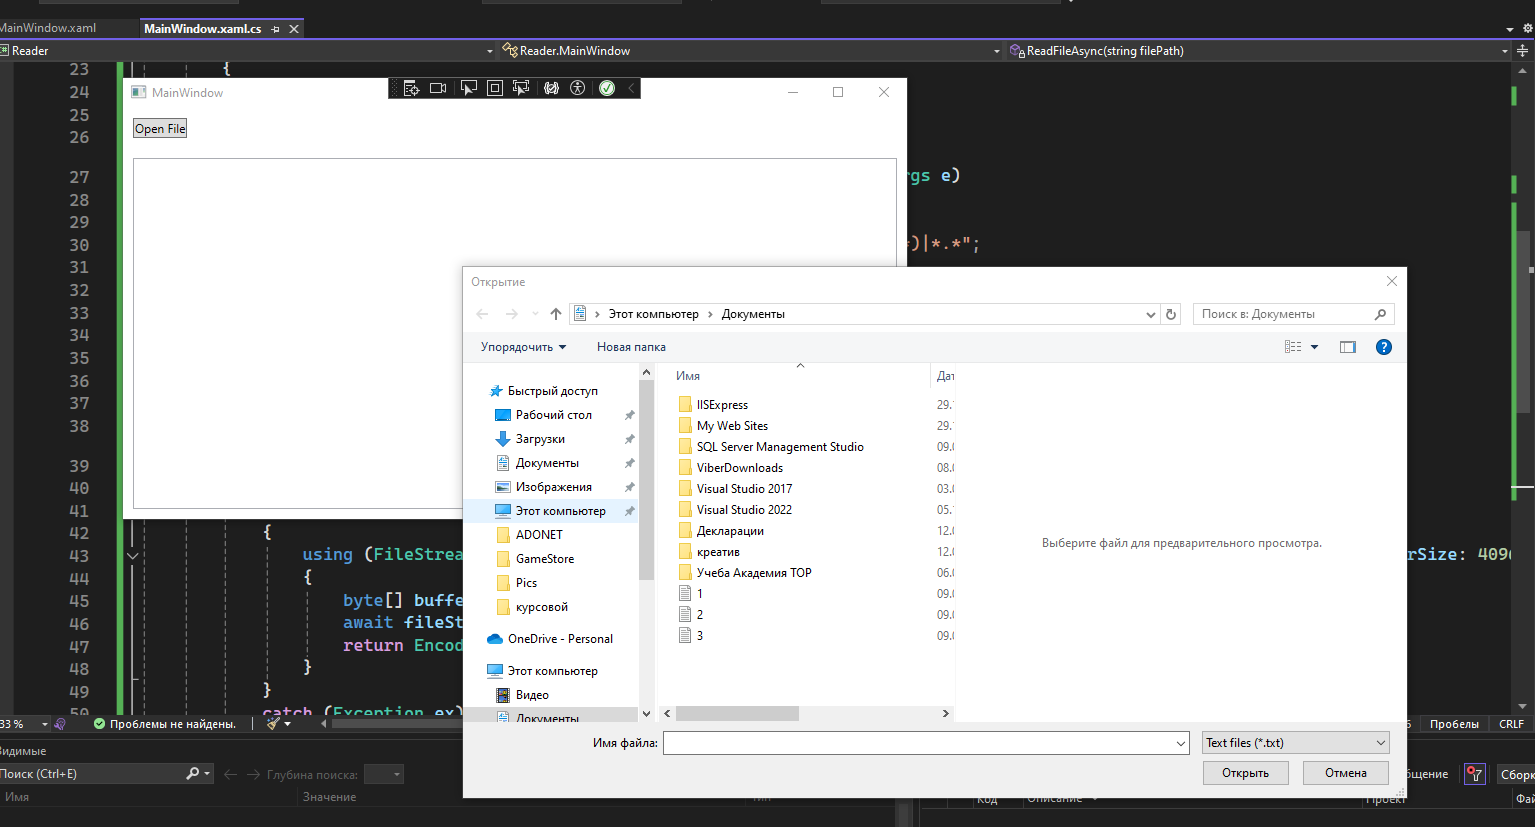 MainWindow.xaml
MainWindow.xaml.cs
Reader
Reader.MainWindow
ReadFileAsync(string filePath)
23 {
24
25
26
27 gs e)
28
29
30 *)|*.*";
31
32
33
34
35
36
37
38
39
40
41
42 {
43 using (FileStrea rSize: 409
44 {
45 byte[] buffe
46 await fileSt
47 return Encod
48 }
49 }
50 catch (Exception ex)
MainWindow
Open File
Открытие
Этот компьютер
Документы
Поиск в: Документы
Упорядочить
Новая папка
Быстрый доступ
Рабочий стол
Загрузки
Документы
Изображения
Этот компьютер
ADONET
GameStore
Pics
курсовой
OneDrive - Personal
Этот компьютер
Видео
Документы
Имя Дат
IISExpress 29.
My Web Sites 29.
SQL Server Management Studio 09.
ViberDownloads 08.
Visual Studio 2017 03.
Visual Studio 2022 05.
Декларации 12.
креатив 12.
Учеба Академия TOP 06.
1 09.
2 09.
3 09.
Выберите файл для предварительного просмотра.
Имя файла:
Text files (*.txt)
Открыть
Отмена
33 %
Проблемы не найдены.
Пробелы
CRLF
Видимые
Поиск (Ctrl+E)
Глубина поиска:
бщение
Сборк
Имя
Значение
Тип
Код
Описание
Проект
Фай